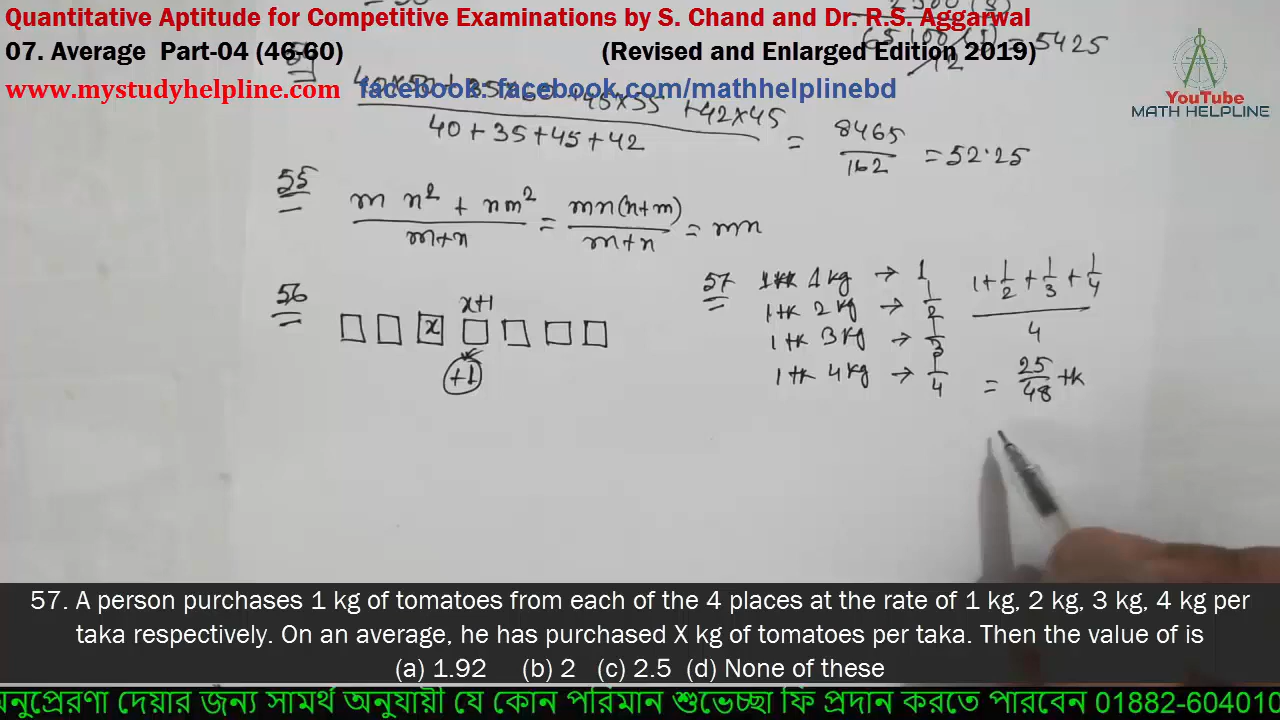 Quantitative Aptitude for Competitive Examinations by S. Chand and Dr. R.S. Aggarwal
07. Average Part-04 (46-60) (Revised and Enlarged Edition 2019)
www.mystudyhelpline.com facebook: facebook.com/mathhelplinebd
YouTube
MATH HELPLINE
= 5425
12
+42×45
40+35+45+42
= 8465/162 = 52.25
55
(m n² + nm²)/(m+n) = mn(n+m)/(m+n) = mn
56
x+1
x
+1
57 1 kg → 1
1 tk 2 kg → 1/2
1 tk 3 kg → 1/3
1 tk 4 kg → 1/4
(1+1/2+1/3+1/4)/4
= 25/48 tk
57. A person purchases 1 kg of tomatoes from each of the 4 places at the rate of 1 kg, 2 kg, 3 kg, 4 kg per
taka respectively. On an average, he has purchased X kg of tomatoes per taka. Then the value of is
(a) 1.92 (b) 2 (c) 2.5 (d) None of these
অনুপ্রেরণা দেয়ার জন্য সামর্থ অনুযায়ী যে কোন পরিমান শুভেচ্ছা ফি প্রদান করতে পারবেন 01882-604010